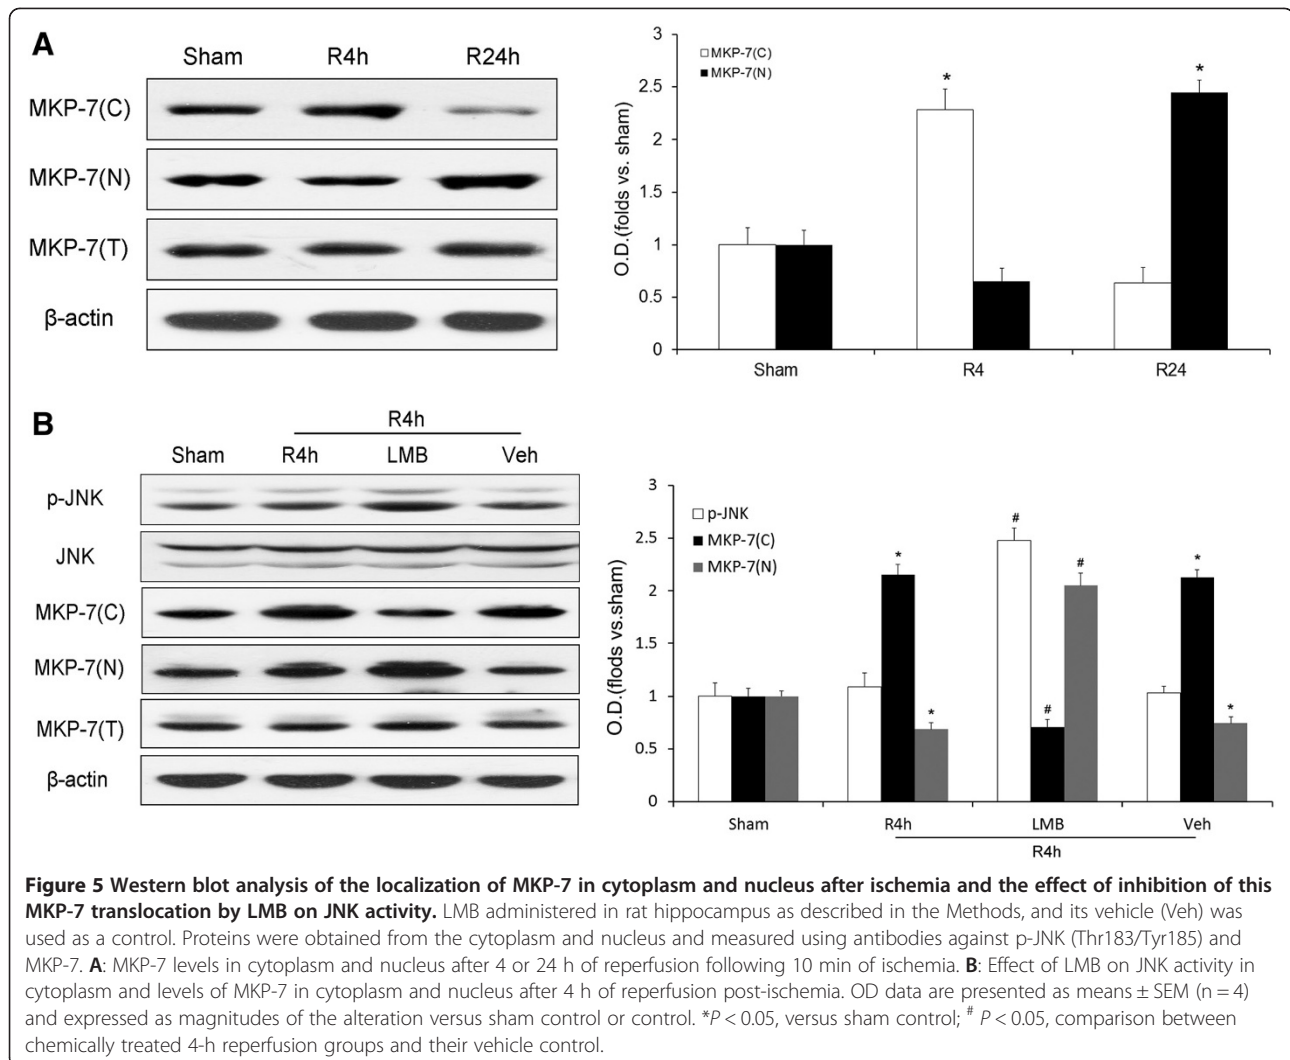 A
Sham R4h R24h
MKP-7(C)
MKP-7(N)
MKP-7(T)
β-actin
3
2.5
2
1.5
1
0.5
0
O.D.(folds vs. sham)
MKP-7(C)
MKP-7(N)
*
*
Sham R4 R24
B
R4h
Sham R4h LMB Veh
p-JNK
JNK
MKP-7(C)
MKP-7(N)
MKP-7(T)
β-actin
3
2.5
2
1.5
1
0.5
0
O.D.(flods vs.sham)
p-JNK
MKP-7(C)
MKP-7(N)
*
*
#
#
#
*
*
Sham R4h LMB Veh
R4h
Figure 5 Western blot analysis of the localization of MKP-7 in cytoplasm and nucleus after ischemia and the effect of inhibition of this
MKP-7 translocation by LMB on JNK activity. LMB administered in rat hippocampus as described in the Methods, and its vehicle (Veh) was
used as a control. Proteins were obtained from the cytoplasm and nucleus and measured using antibodies against p-JNK (Thr183/Tyr185) and
MKP-7. A: MKP-7 levels in cytoplasm and nucleus after 4 or 24 h of reperfusion following 10 min of ischemia. B: Effect of LMB on JNK activity in
cytoplasm and levels of MKP-7 in cytoplasm and nucleus after 4 h of reperfusion post-ischemia. OD data are presented as means ± SEM (n = 4)
and expressed as magnitudes of the alteration versus sham control or control. *P < 0.05, versus sham control; # P < 0.05, comparison between
chemically treated 4-h reperfusion groups and their vehicle control.